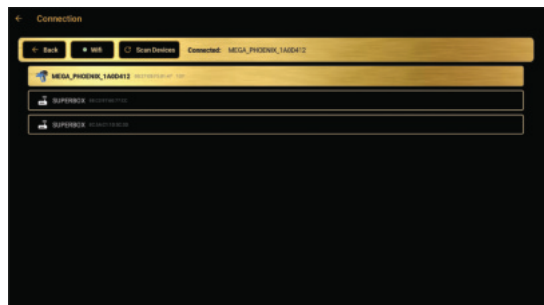 Connection
Back Wifi Scan Devices Connected: MEGA_PHOENIX_1A0D412
MEGA_PHOENIX_1A0D412
SUPERBOX
SUPERBOX